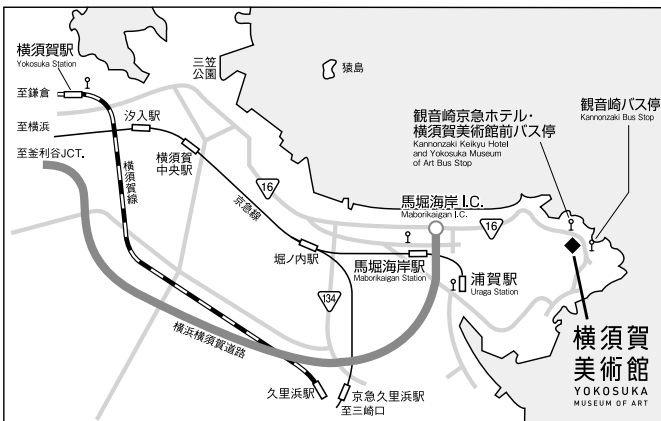 横須賀駅
Yokosuka Station
至鎌倉
至横浜
至釜利谷JCT.
汐入駅
横須賀
中央駅
横須賀線
京急線
三笠
公園
猿島
16
観音崎京急ホテル・
横須賀美術館前バス停
Kannonzaki Keikyu Hotel
and Yokosuka Museum
of Art Bus Stop
観音崎バス停
Kannonzaki Bus Stop
馬堀海岸 I.C.
Maborikaigan I.C.
16
堀ノ内駅
馬堀海岸駅
Maborikaigan Station
浦賀駅
Uraga Station
134
横浜横須賀道路
久里浜駅
京急久里浜駅
至三崎口
横須賀
美術館
YOKOSUKA
MUSEUM OF ART